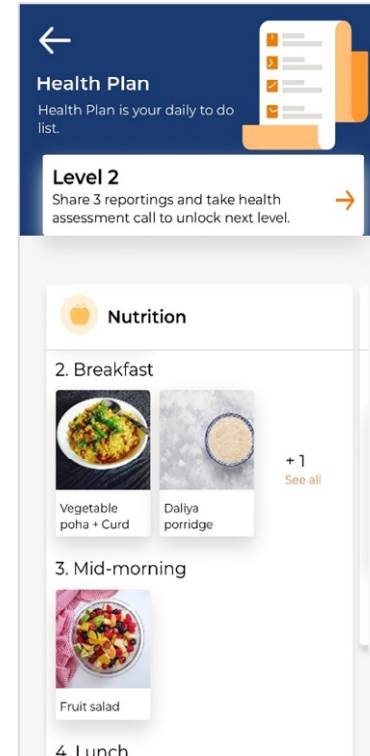 Health Plan
Health Plan is your daily to do
list.
Level 2
Share 3 reportings and take health
assessment call to unlock next level.
Nutrition
2. Breakfast
Vegetable
poha + Curd
Daliya
porridge
+ 1
See all
3. Mid-morning
Fruit salad
4. Lunch